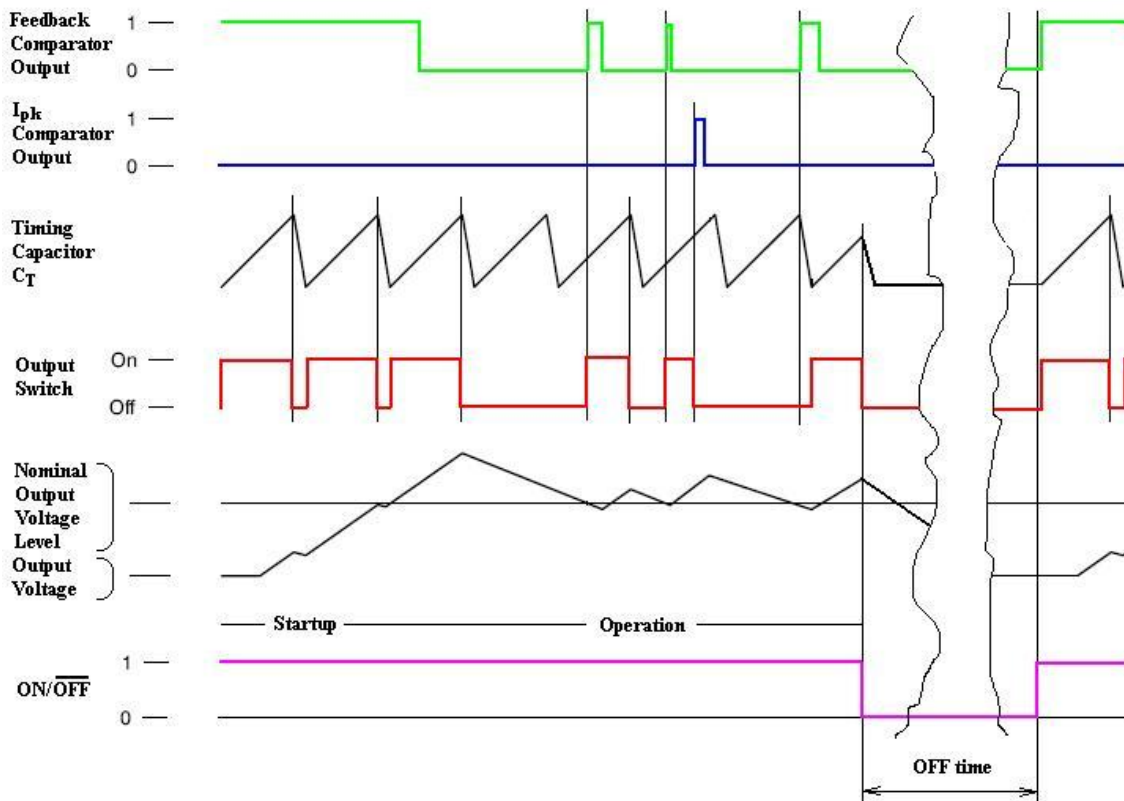 Feedback
Comparator
Output
1
0
Ipk
Comparator
Output
1
0
Timing
Capacitor
CT
Output
Switch
On
Off
Nominal
Output
Voltage
Level
Output
Voltage
Startup
Operation
ON/OFF
1
0
OFF time